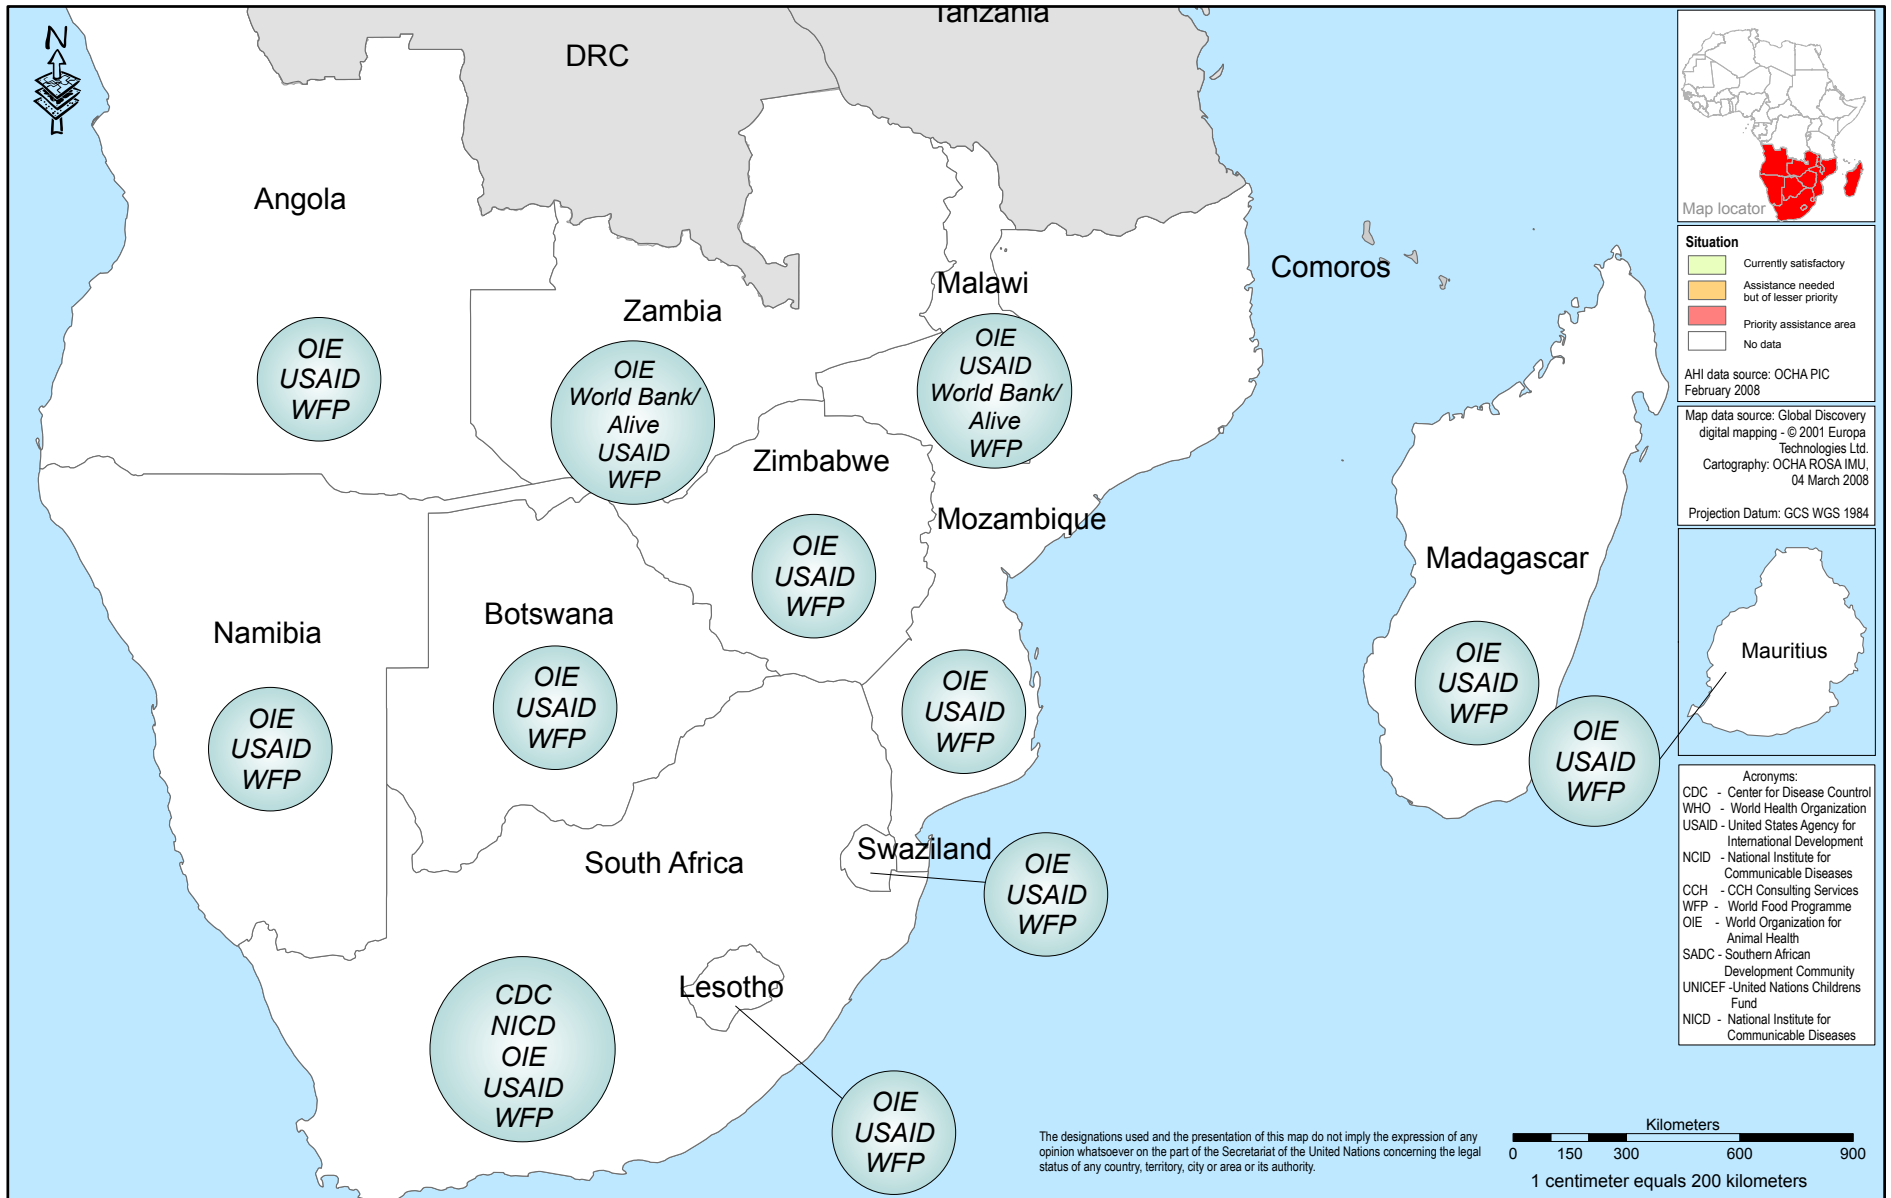 Tanzania
N
DRC
Angola
Malawi
Comoros
Zambia
OIE
USAID
WFP
OIE
World Bank/
Alive
USAID
WFP
OIE
USAID
World Bank/
Alive
WFP
Zimbabwe
OIE
USAID
WFP
Mozambique
Madagascar
Namibia
Botswana
OIE
USAID
WFP
OIE
USAID
WFP
OIE
USAID
WFP
OIE
USAID
WFP
OIE
USAID
WFP
South Africa
Swaziland
OIE
USAID
WFP
Lesotho
CDC
NICD
OIE
USAID
WFP
OIE
USAID
WFP
Map locator
Situation
Currently satisfactory
Assistance needed
but of lesser priority
Priority assistance area
No data
AHI data source: OCHA PIC
February 2008
Map data source: Global Discovery
digital mapping - © 2001 Europa
Technologies Ltd.
Cartography: OCHA ROSA IMU,
04 March 2008
Projection Datum: GCS WGS 1984
Mauritius
Acronyms:
CDC - Center for Disease Countrol
WHO - World Health Organization
USAID - United States Agency for
International Development
NCID - National Institute for
Communicable Diseases
CCH - CCH Consulting Services
WFP - World Food Programme
OIE - World Organization for
Animal Health
SADC - Southern African
Development Community
UNICEF -United Nations Childrens
Fund
NICD - National Institute for
Communicable Diseases
The designations used and the presentation of this map do not imply the expression of any
opinion whatsoever on the part of the Secretariat of the United Nations concerning the legal
status of any country, territory, city or area or its authority.
Kilometers
0 150 300 600 900
1 centimeter equals 200 kilometers